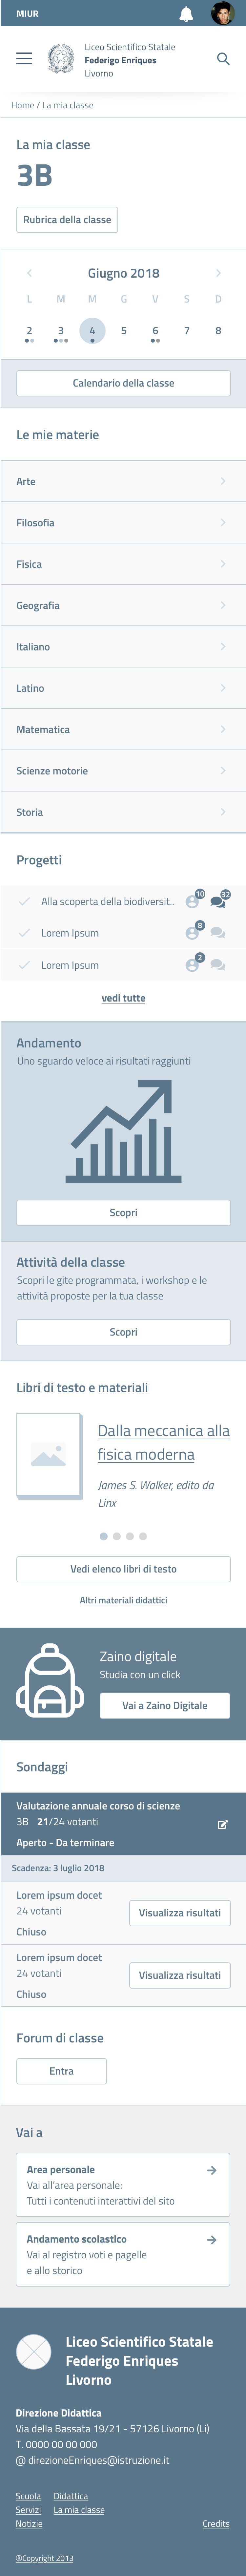 MIUR
Liceo Scientifico Statale
Federigo Enriques
Livorno
Home / La mia classe
La mia classe
3B
Rubrica della classe
Giugno 2018
L M M G V S D
2 3 4 5 6 7 8
Calendario della classe
Le mie materie
Arte
Filosofia
Fisica
Geografia
Italiano
Latino
Matematica
Scienze motorie
Storia
Progetti
Alla scoperta della biodiversit.. 10 32
Lorem Ipsum 8
Lorem Ipsum 2
vedi tutte
Andamento
Uno sguardo veloce ai risultati raggiunti
Scopri
Attività della classe
Scopri le gite programmata, i workshop e le
attività proposte per la tua classe
Scopri
Libri di testo e materiali
Dalla meccanica alla
fisica moderna
James S. Walker, edito da
Linx
Vedi elenco libri di testo
Altri materiali didattici
Zaino digitale
Studia con un click
Vai a Zaino Digitale
Sondaggi
Valutazione annuale corso di scienze
3B 21/24 votanti
Aperto - Da terminare
Scadenza: 3 luglio 2018
Lorem ipsum docet
24 votanti
Visualizza risultati
Chiuso
Lorem ipsum docet
24 votanti
Visualizza risultati
Chiuso
Forum di classe
Entra
Vai a
Area personale
Vai all'area personale:
Tutti i contenuti interattivi del sito
Andamento scolastico
Vai al registro voti e pagelle
e allo storico
Liceo Scientifico Statale
Federigo Enriques
Livorno
Direzione Didattica
Via della Bassata 19/21 - 57126 Livorno (Li)
T. 0000 00 00 000
@ direzioneEnriques@istruzione.it
Scuola Didattica
Servizi La mia classe
Notizie Credits
©Copyright 2013